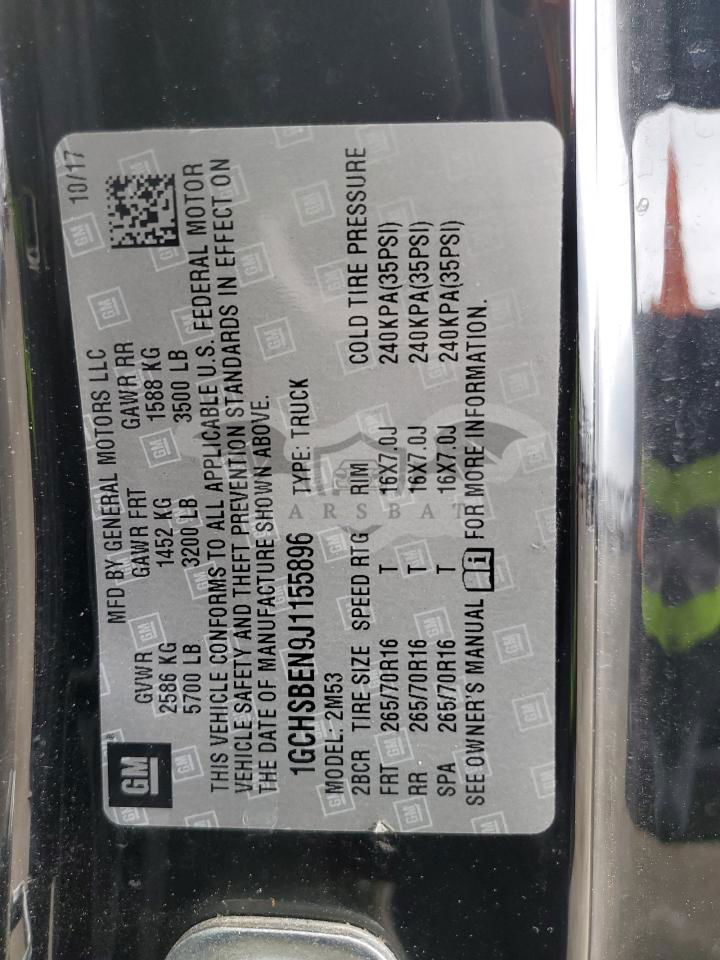 GM
MFD BY GENERAL MOTORS LLC
10/17
GVWR GAWR FRT GAWR RR
2586 KG 1452 KG 1588 KG
5700 LB 3200 LB 3500 LB
THIS VEHICLE CONFORMS TO ALL APPLICABLE U.S. FEDERAL MOTOR
VEHICLE SAFETY AND THEFT PREVENTION STANDARDS IN EFFECT ON
THE DATE OF MANUFACTURE SHOWN ABOVE.
1GCHSBEN9J1155896 TYPE: TRUCK
MODEL: 2M53
2BCR TIRE-SIZE SPEED RTG RIM COLD TIRE PRESSURE
FRT 265/70R16 T 16X7.0J 240KPA(35PSI)
RR 265/70R16 T 16X7.0J 240KPA(35PSI)
SPA 265/70R16 T 16X7.0J 240KPA(35PSI)
SEE OWNER'S MANUAL FOR MORE INFORMATION.
ARSBAT